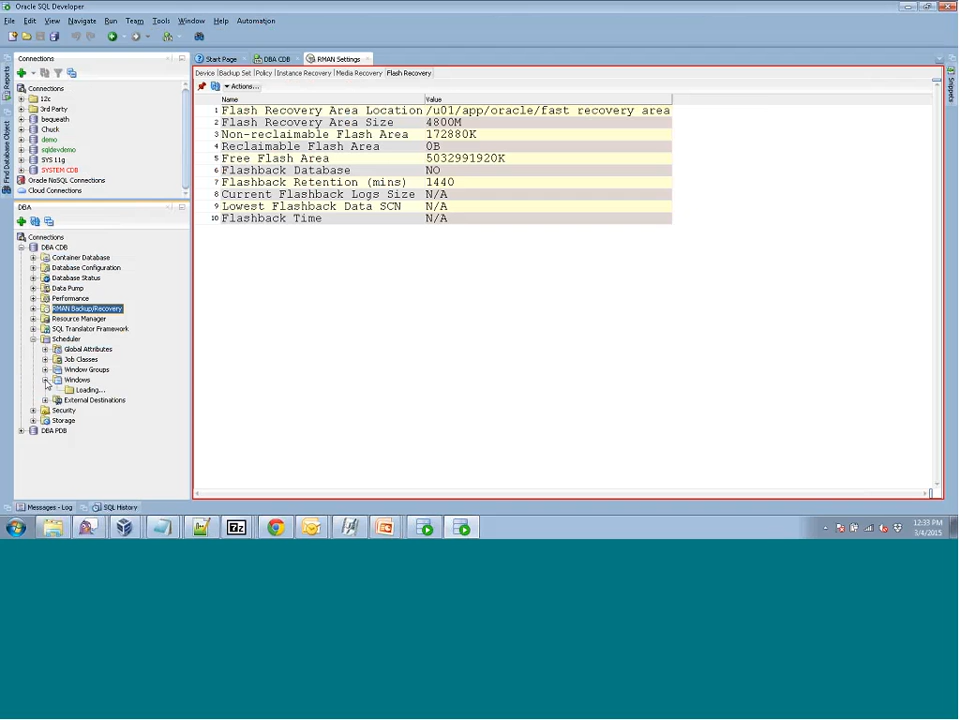 Oracle SQL Developer
File Edit View Navigate Run Team Tools Window Help Automation
Connections
Connections
12c
3rd Party
bequeath
Chuck
demo
sqldevdemo
SYS 11g
SYSTEM CDB
Oracle NoSQL Connections
Cloud Connections
Reports
Find Database Object
DBA
Connections
DBA CDB
Container Database
Database Configuration
Database Status
Data Pump
Performance
RMAN Backup/Recovery
Resource Manager
SQL Translator Framework
Scheduler
Global Attributes
Job Classes
Window Groups
Windows
Loading...
External Destinations
Security
Storage
DBA PDB
Start Page DBA CDB RMAN Settings
Device Backup Set Policy Instance Recovery Media Recovery Flash Recovery
Actions...
Name Value
1 Flash Recovery Area Location /u01/app/oracle/fast recovery area
2 Flash Recovery Area Size 4800M
3 Non-reclaimable Flash Area 172880K
4 Reclaimable Flash Area 0B
5 Free Flash Area 5032991920K
6 Flashback Database NO
7 Flashback Retention (mins) 1440
8 Current Flashback Logs Size N/A
9 Lowest Flashback Data SCN N/A
10 Flashback Time N/A
Snippets
Messages - Log SQL History
7z
12:33 PM
3/4/2015